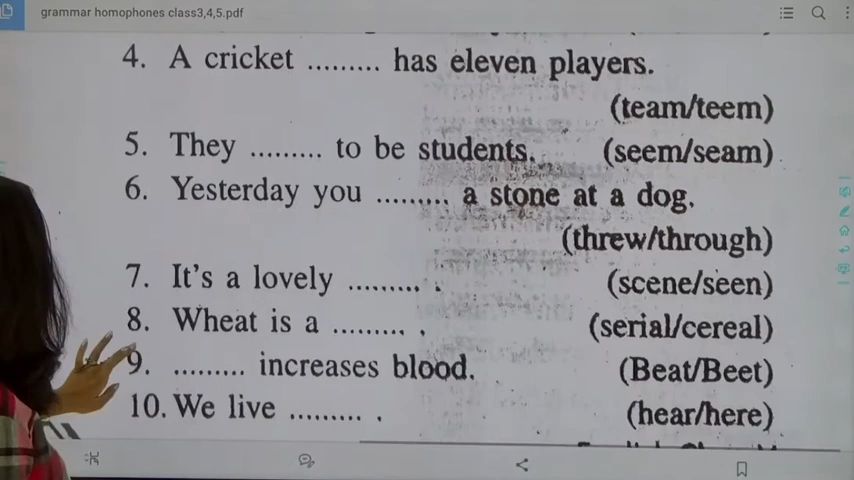 grammar homophones class3,4,5.pdf
4. A cricket ......... has eleven players.
(team/teem)
5. They ......... to be students. (seem/seam)
6. Yesterday you ......... a stone at a dog.
(threw/through)
7. It's a lovely ......... . (scene/seen)
8. Wheat is a ......... . (serial/cereal)
9. ......... increases blood. (Beat/Beet)
10. We live ......... . (hear/here)